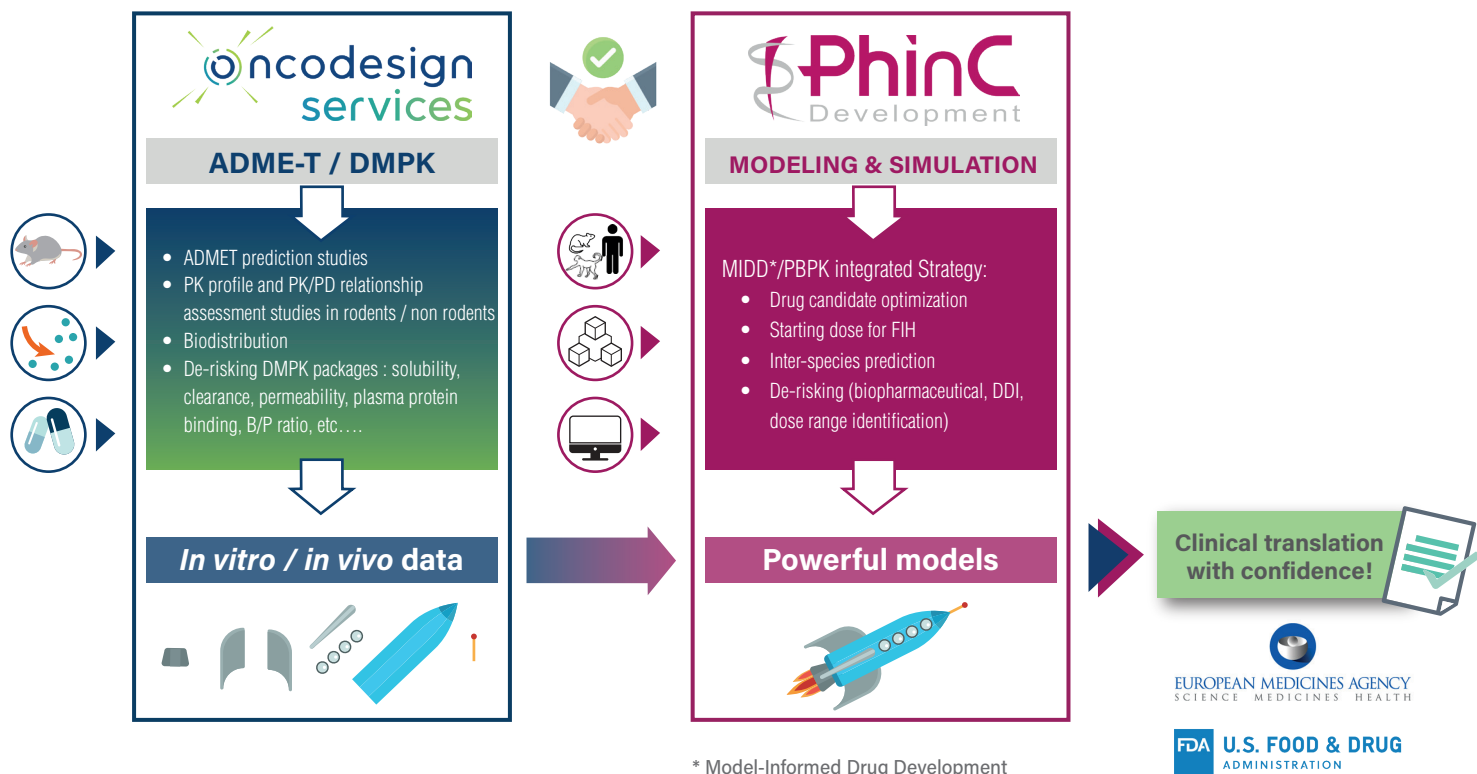 oncodesign
services
ADME-T / DMPK
• ADMET prediction studies
• PK profile and PK/PD relationship
assessment studies in rodents / non rodents
• Biodistribution
• De-risking DMPK packages : solubility,
clearance, permeability, plasma protein
binding, B/P ratio, etc….
In vitro / in vivo data
PhinC
Development
MODELING & SIMULATION
MIDD*/PBPK integrated Strategy:
• Drug candidate optimization
• Starting dose for FIH
• Inter-species prediction
• De-risking (biopharmaceutical, DDI,
dose range identification)
Powerful models
* Model-Informed Drug Development
Clinical translation
with confidence!
EUROPEAN MEDICINES AGENCY
SCIENCE MEDICINES HEALTH
FDA U.S. FOOD & DRUG
ADMINISTRATION